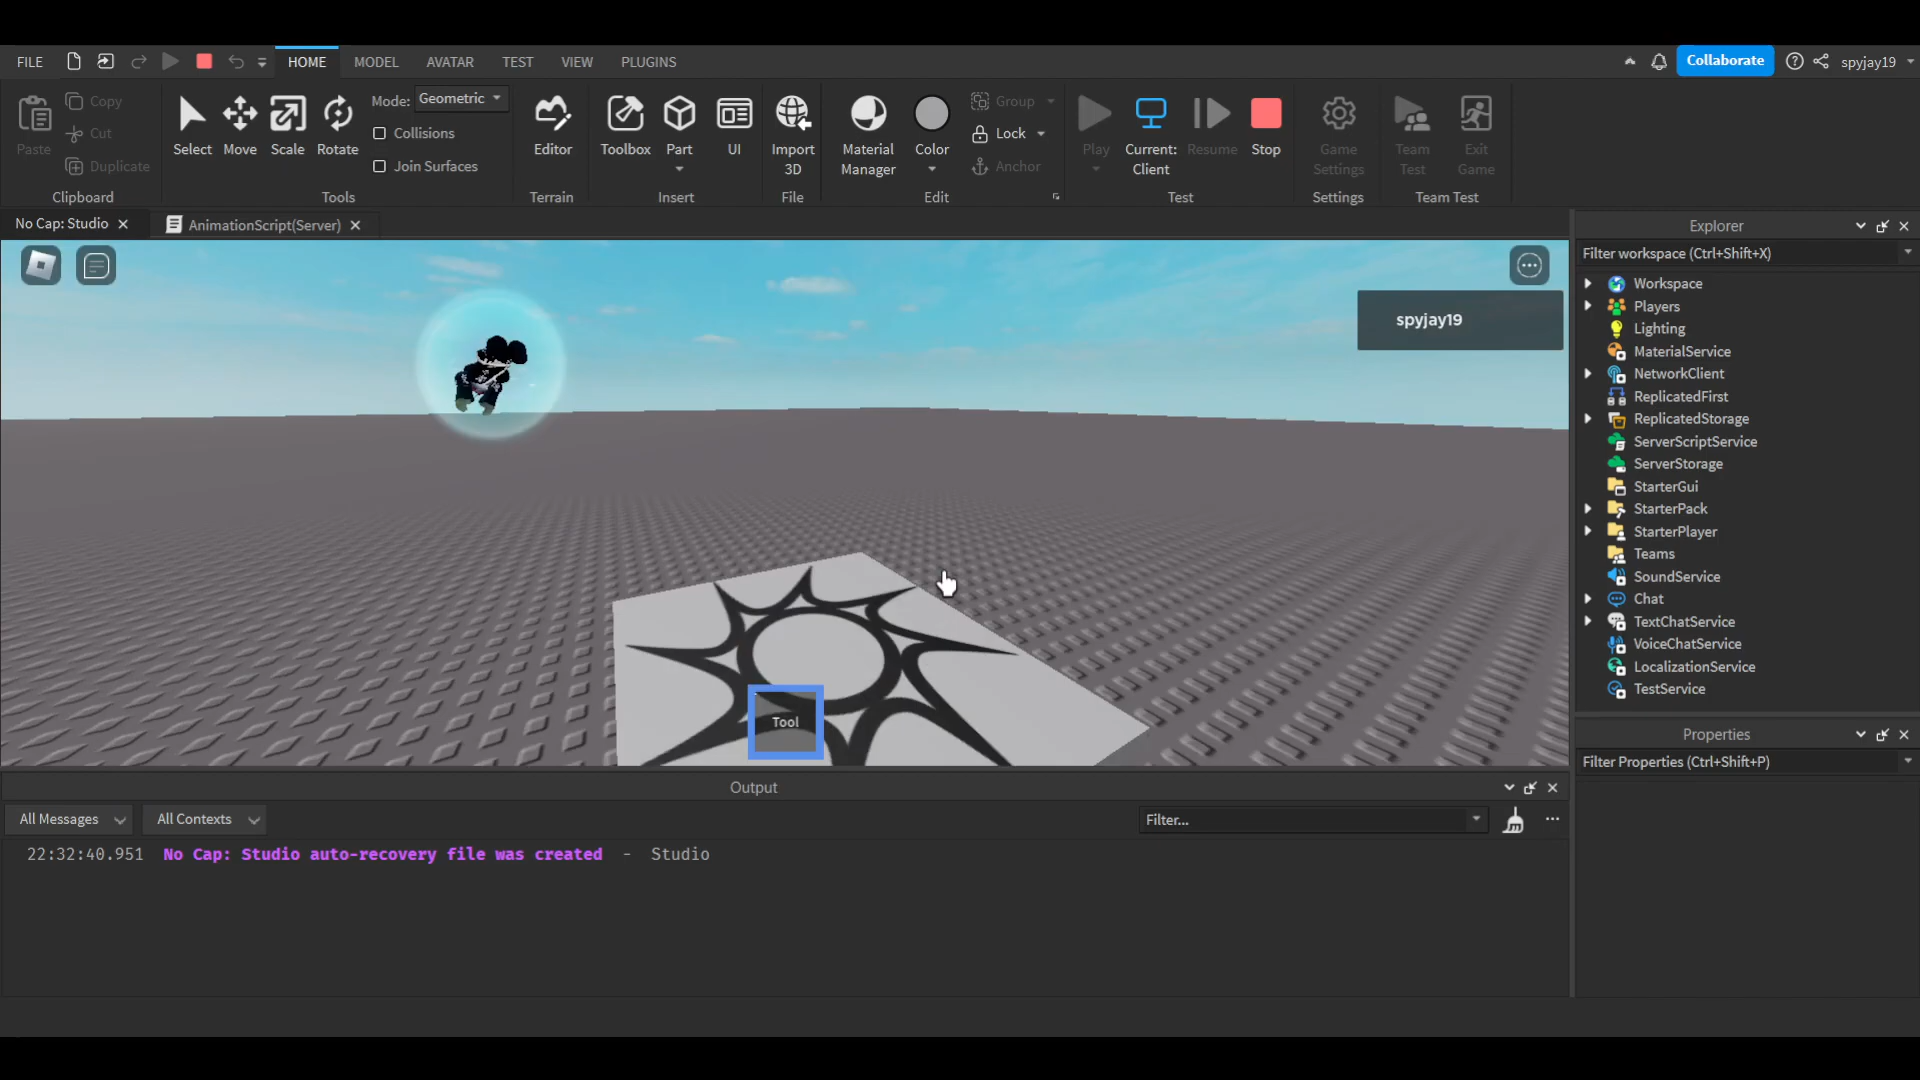 FILE
HOME
MODEL
AVATAR
TEST
VIEW
PLUGINS
Collaborate
spyjay19
Paste
Copy
Cut
Duplicate
Clipboard
Select
Move
Scale
Rotate
Mode:
Geometric
Collisions
Join Surfaces
Tools
Editor
Terrain
Toolbox
Part
UI
Insert
Import
3D
File
Material
Manager
Color
Group
Lock
Anchor
Edit
Play
Current:
Client
Resume
Stop
Test
Game
Settings
Settings
Team
Test
Exit
Game
Team Test
No Cap: Studio
AnimationScript(Server)
spyjay19
Tool
Explorer
Filter workspace (Ctrl+Shift+X)
Workspace
Players
Lighting
MaterialService
NetworkClient
ReplicatedFirst
ReplicatedStorage
ServerScriptService
ServerStorage
StarterGui
StarterPack
StarterPlayer
Teams
SoundService
Chat
TextChatService
VoiceChatService
LocalizationService
TestService
Properties
Filter Properties (Ctrl+Shift+P)
Output
All Messages
All Contexts
Filter...
22:32:40.951 No Cap: Studio auto-recovery file was created - Studio